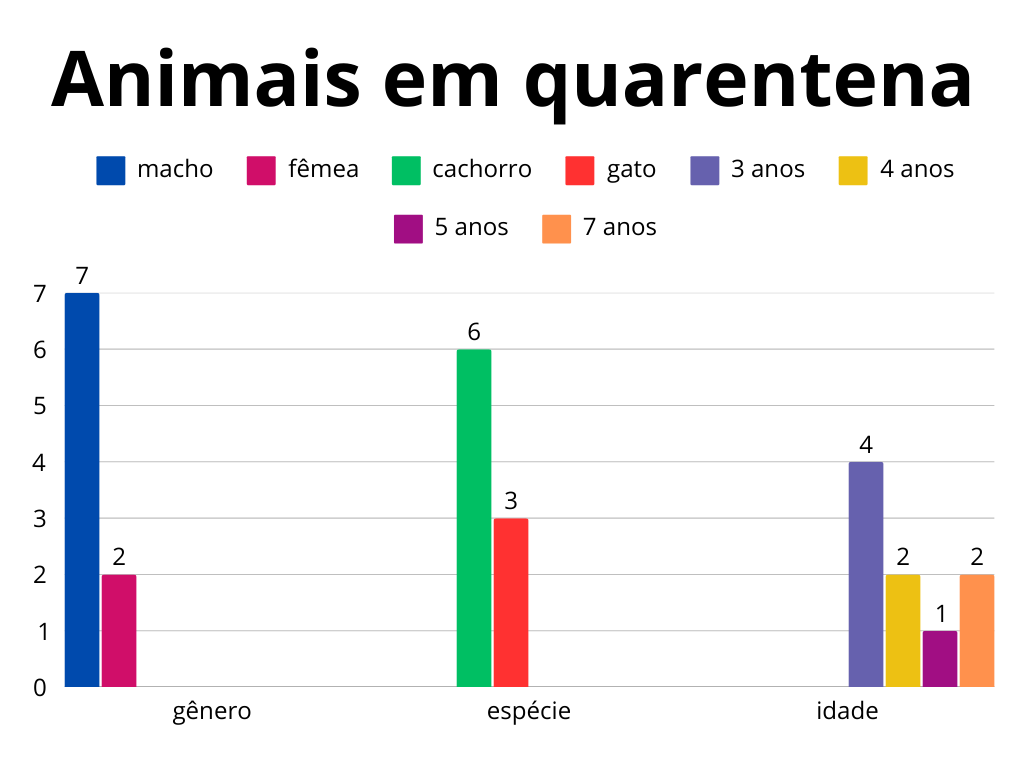 Animais em quarentena
macho fêmea cachorro gato 3 anos 4 anos
5 anos 7 anos
7
7
6
6
5
4
4
3
3
2 2 2
2
1
1
0
gênero espécie idade